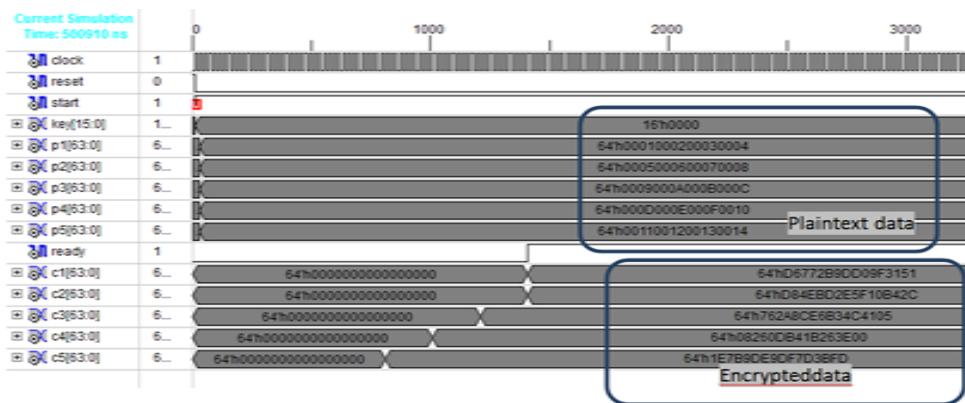 Current Simulation
Time: 500910 ns
0 1000 2000 3000
clock 1
reset 0
start 1
key[15:0] 1... 16'h0000
p1[63:0] 6... 64'h0001000200030004
p2[63:0] 6... 64'h0005000600070008
p3[63:0] 6... 64'h0009000A000B000C
p4[63:0] 6... 64'h000D000E000F0010
p5[63:0] 6... 64'h0011001200130014
Plaintext data
ready 1
c1[63:0] 6... 64'h0000000000000000 64'hD6772B9DD09F3151
c2[63:0] 6... 64'h0000000000000000 64'hD84EBD2E5F10B42C
c3[63:0] 6... 64'h0000000000000000 64'h762A8CE6B34C4105
c4[63:0] 6... 64'h0000000000000000 64'h08260DB41B263E00
c5[63:0] 6... 64'h0000000000000000 64'h1E7B9DE9DF7D3BFD
Encrypteddata